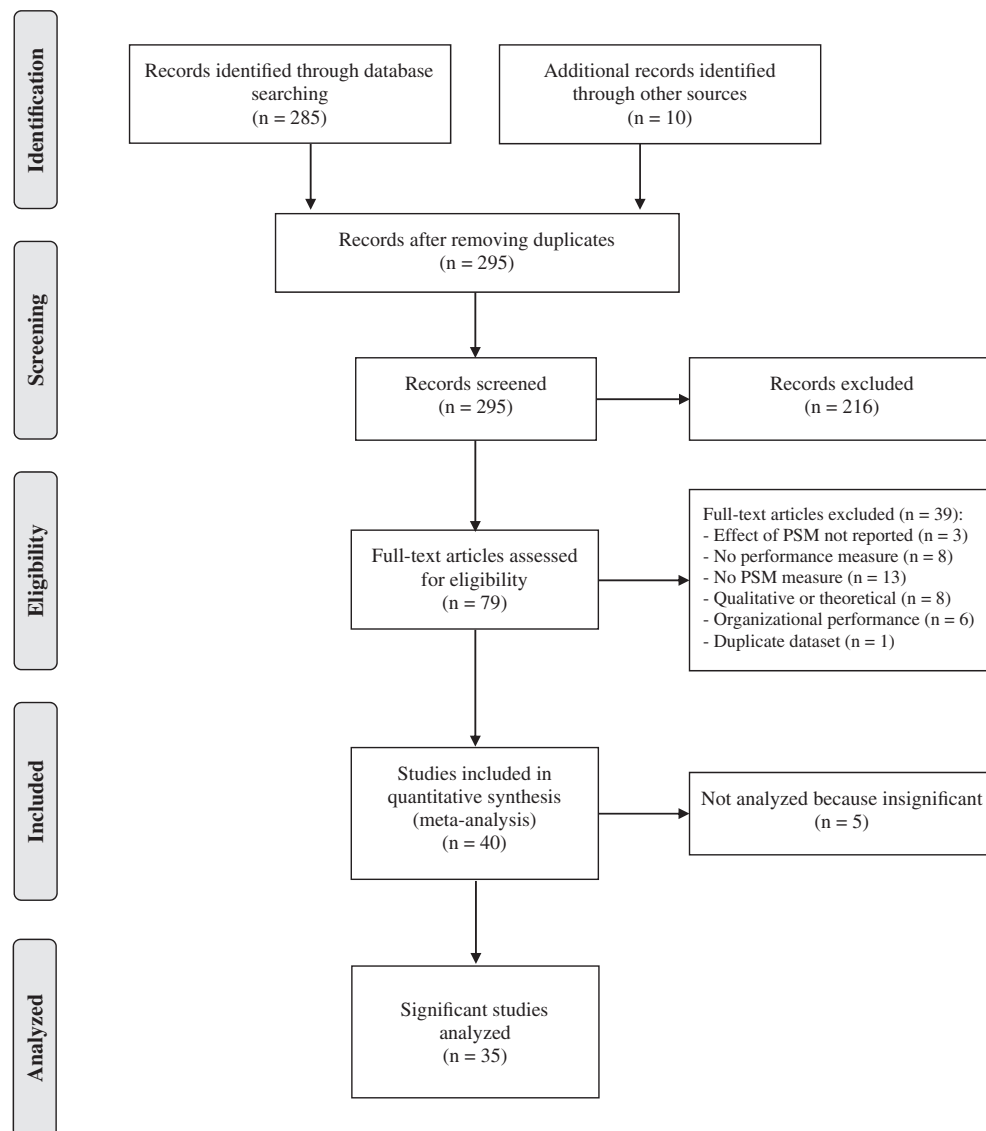 Identification
Records identified through database
searching
(n = 285)
Additional records identified
through other sources
(n = 10)
Records after removing duplicates
(n = 295)
Screening
Records screened
(n = 295)
Records excluded
(n = 216)
Eligibility
Full-text articles assessed
for eligibility
(n = 79)
Full-text articles excluded (n = 39):
- Effect of PSM not reported (n = 3)
- No performance measure (n = 8)
- No PSM measure (n = 13)
- Qualitative or theoretical (n = 8)
- Organizational performance (n = 6)
- Duplicate dataset (n = 1)
Included
Studies included in
quantitative synthesis
(meta-analysis)
(n = 40)
Not analyzed because insignificant
(n = 5)
Analyzed
Significant studies
analyzed
(n = 35)